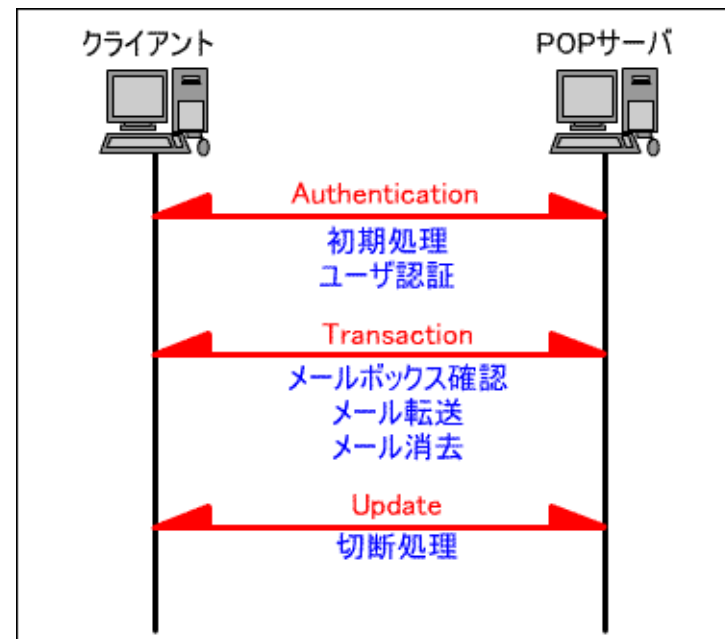 クライアント
POPサーバ
Authentication
初期処理
ユーザ認証
Transaction
メールボックス確認
メール転送
メール消去
Update
切断処理